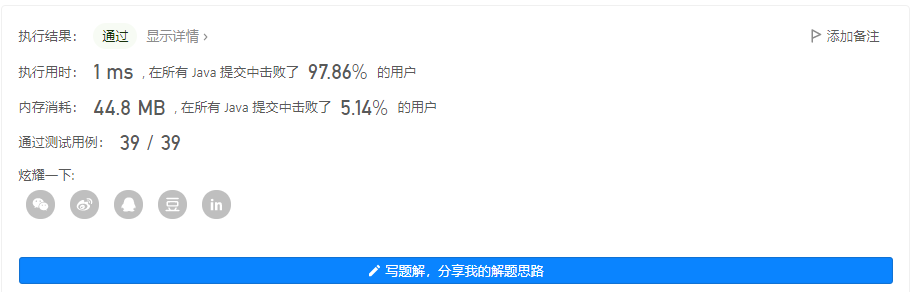 执行结果： 通过 显示详情 › 添加备注
执行用时： 1 ms , 在所有 Java 提交中击败了 97.86% 的用户
内存消耗： 44.8 MB , 在所有 Java 提交中击败了 5.14% 的用户
通过测试用例： 39 / 39
炫耀一下:
豆 in
写题解，分享我的解题思路